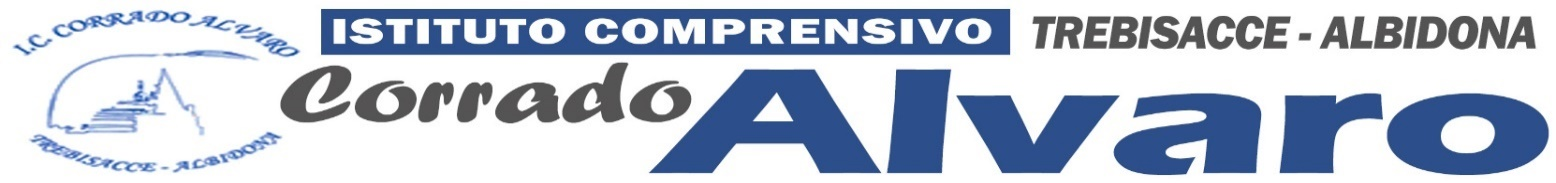 I.C. CORRADO ALVARO
TREBISACCE - ALBIDONA
ISTITUTO COMPRENSIVO TREBISACCE - ALBIDONA
Corrado Alvaro